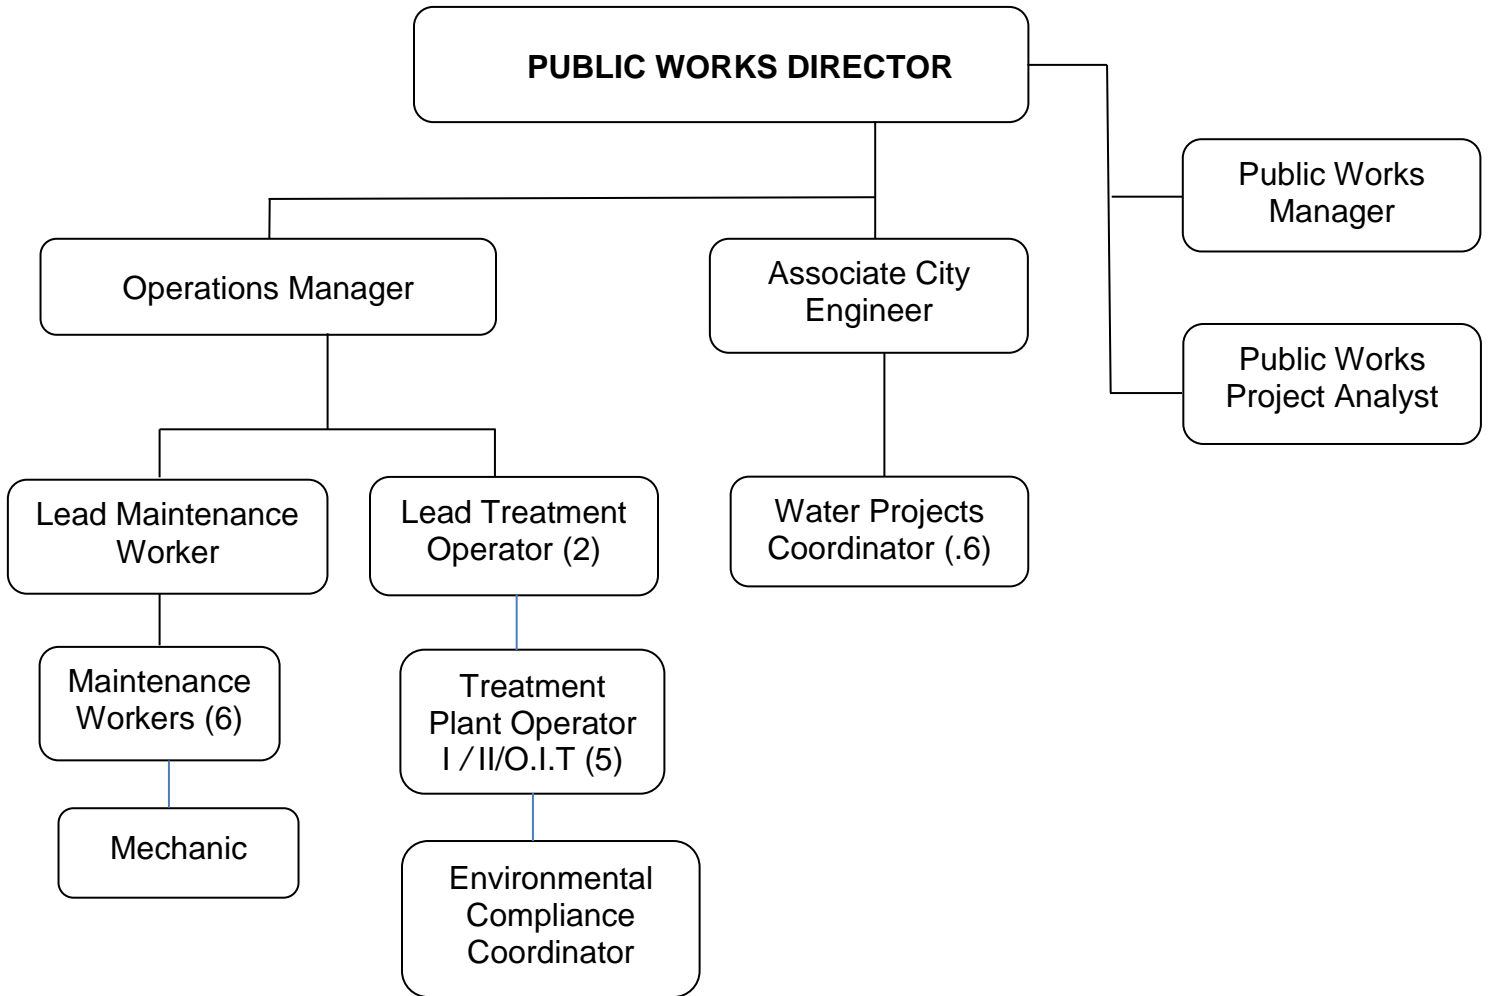 PUBLIC WORKS DIRECTOR
Public Works
Manager
Operations Manager
Associate City
Engineer
Public Works
Project Analyst
Lead Maintenance
Worker
Lead Treatment
Operator (2)
Water Projects
Coordinator (.6)
Maintenance
Workers (6)
Treatment
Plant Operator
I / II/O.I.T (5)
Mechanic
Environmental
Compliance
Coordinator